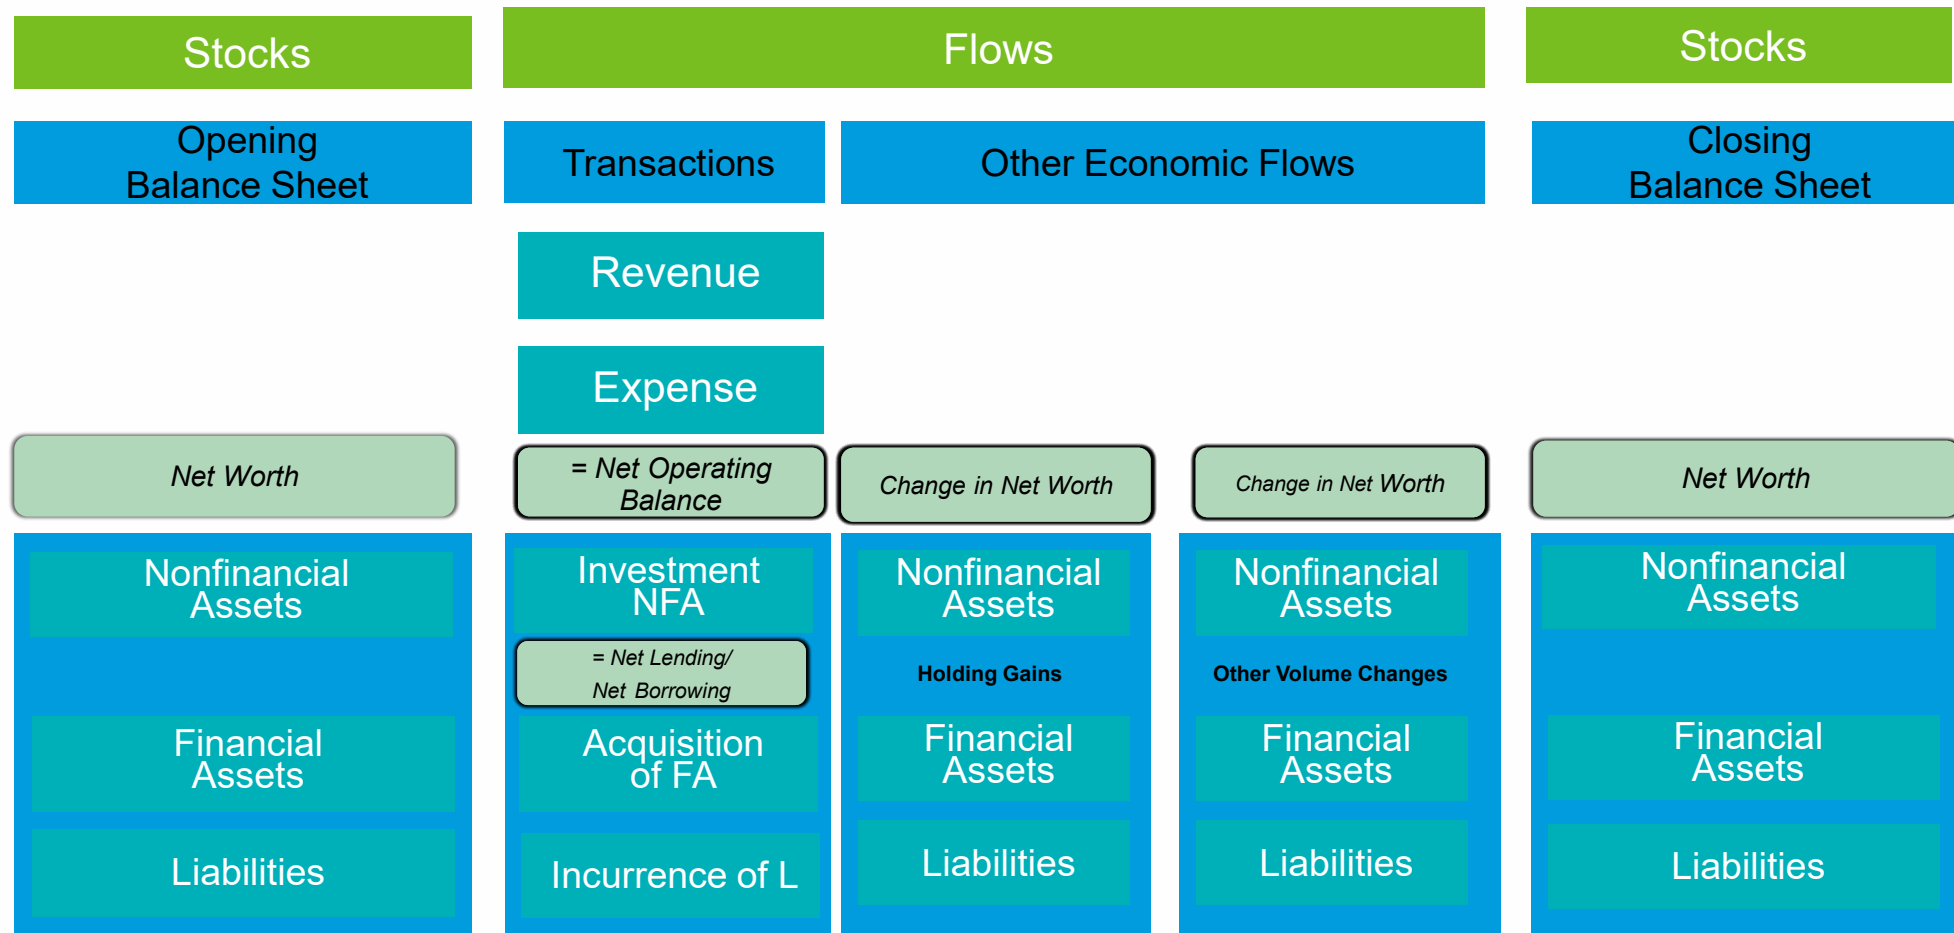 Stocks
Flows
Stocks
Opening
Balance Sheet
Transactions
Other Economic Flows
Closing
Balance Sheet
Revenue
Expense
Net Worth
= Net Operating
Balance
Change in Net Worth
Change in Net Worth
Net Worth
Nonfinancial
Assets
Investment
NFA
Nonfinancial
Assets
Nonfinancial
Assets
Nonfinancial
Assets
= Net Lending/
Net Borrowing
Holding Gains
Other Volume Changes
Financial
Assets
Acquisition
of FA
Financial
Assets
Financial
Assets
Financial
Assets
Liabilities
Incurrence of L
Liabilities
Liabilities
Liabilities